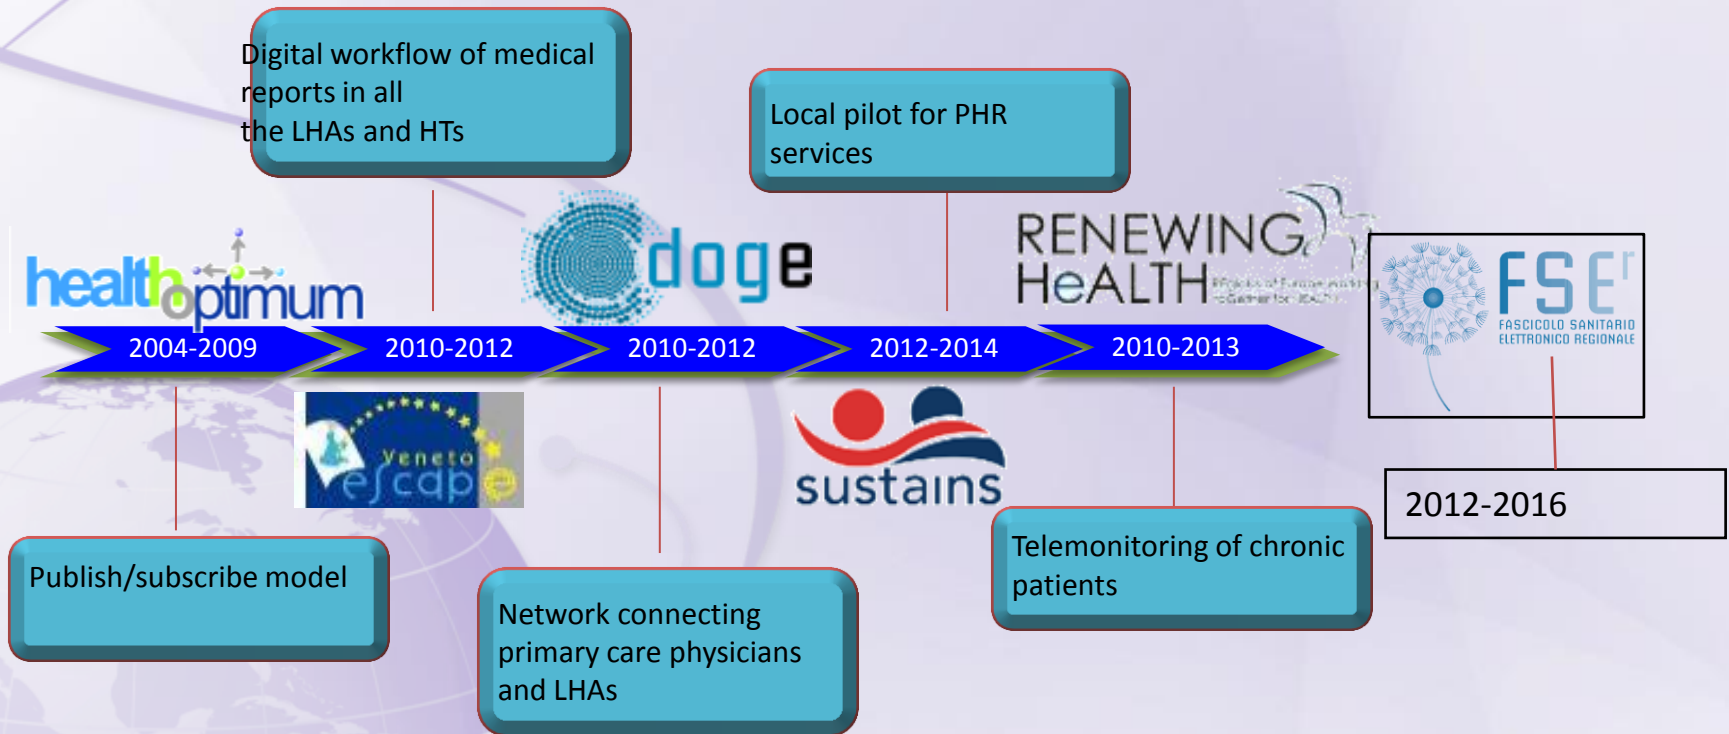 Digital workflow of medical
reports in all
the LHAs and HTs
Local pilot for PHR
services
health optimum
doge
RENEWING
HeALTH
FSEr
FASCICOLO SANITARIO
ELETTRONICO REGIONALE
2004-2009
2010-2012
2010-2012
2012-2014
2010-2013
Veneto
escape
sustains
2012-2016
Publish/subscribe model
Network connecting
primary care physicians
and LHAs
Telemonitoring of chronic
patients